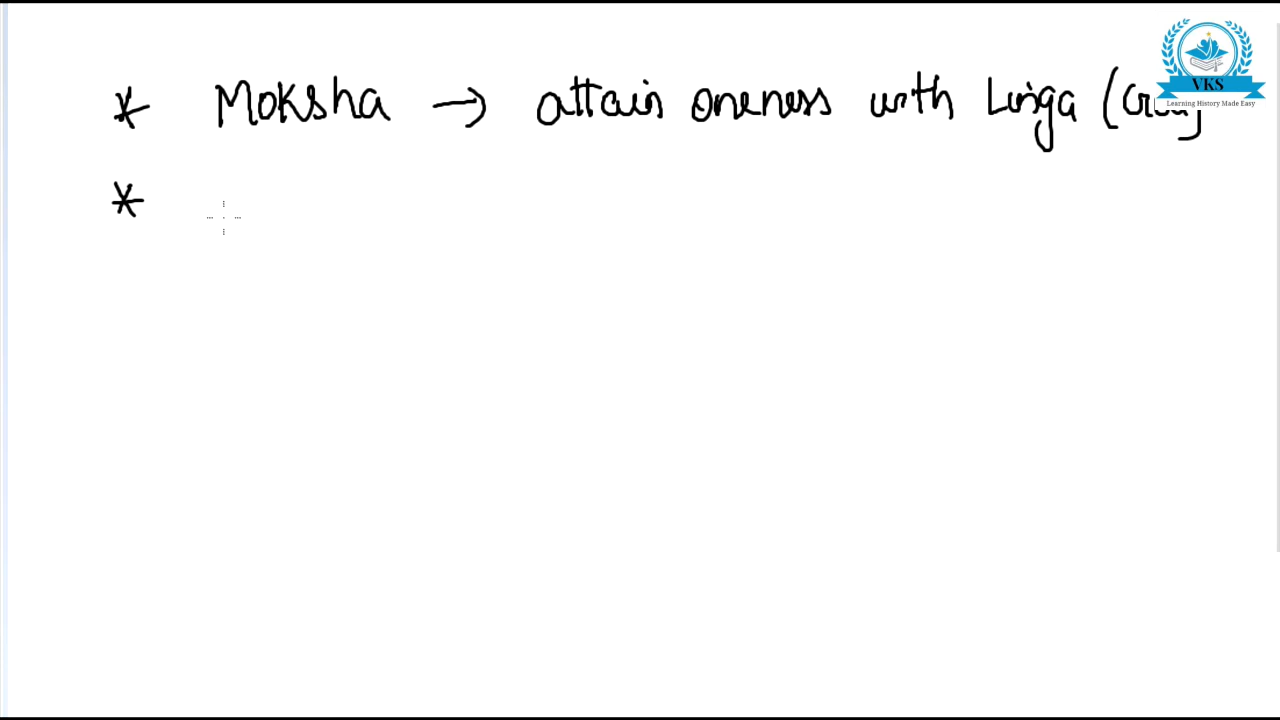 * Moksha → attain oneness with Linga (
*
VKS
Learning History Made Easy